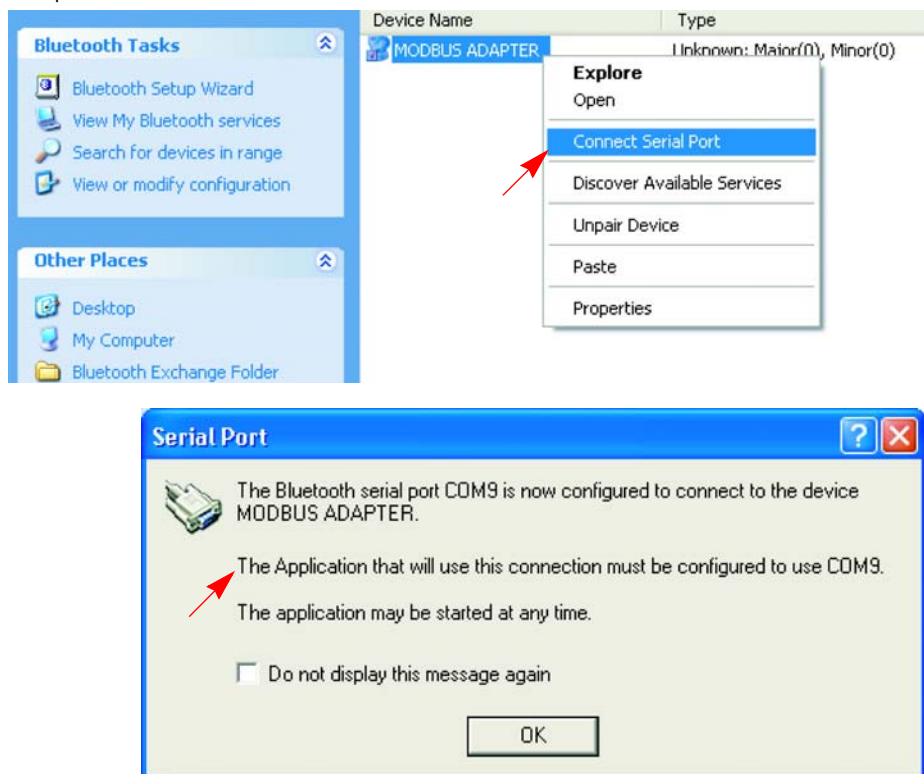 Device Name Type
Bluetooth Tasks
MODBUS ADAPTER Unknown: Major(0), Minor(0)
Bluetooth Setup Wizard
View My Bluetooth services
Search for devices in range
View or modify configuration
Explore
Open
Connect Serial Port
Discover Available Services
Unpair Device
Paste
Properties
Other Places
Desktop
My Computer
Bluetooth Exchange Folder
Serial Port
The Bluetooth serial port COM9 is now configured to connect to the device
MODBUS ADAPTER.
The Application that will use this connection must be configured to use COM9.
The application may be started at any time.
Do not display this message again
OK